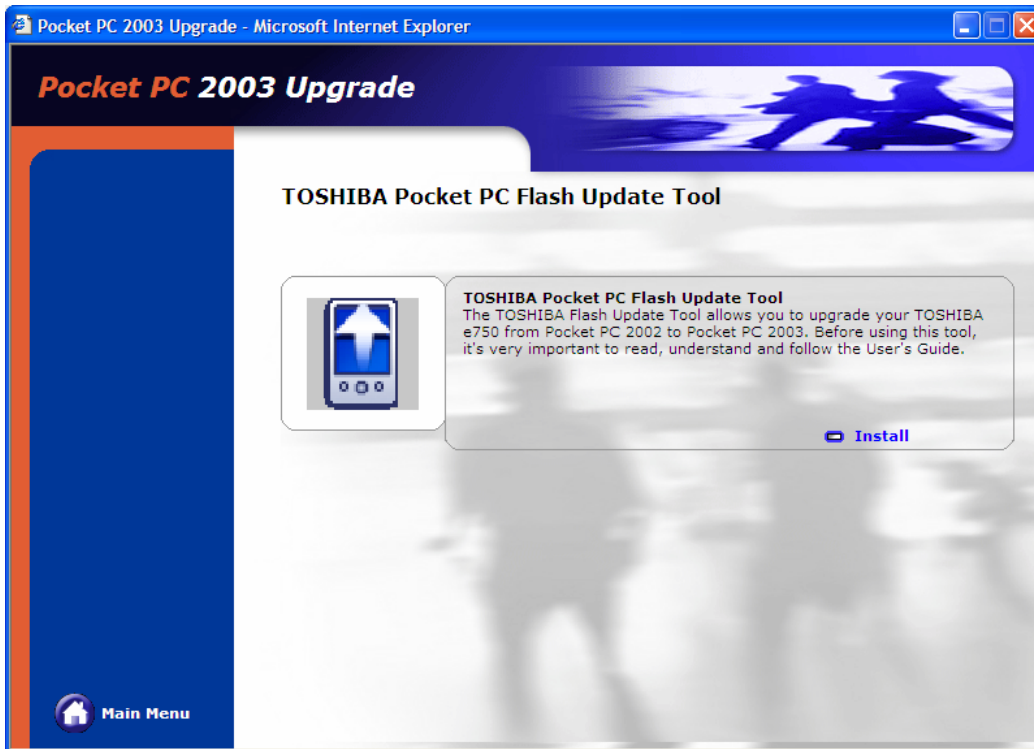 Pocket PC 2003 Upgrade - Microsoft Internet Explorer
Pocket PC 2003 Upgrade
TOSHIBA Pocket PC Flash Update Tool
TOSHIBA Pocket PC Flash Update Tool
The TOSHIBA Flash Update Tool allows you to upgrade your TOSHIBA
e750 from Pocket PC 2002 to Pocket PC 2003. Before using this tool,
it's very important to read, understand and follow the User's Guide.
Install
Main Menu